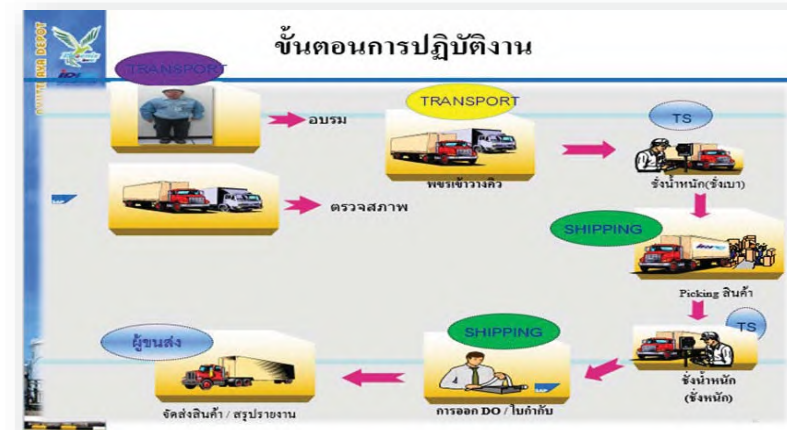 ขั้นตอนการปฏิบัติงาน
TRANSPORT
อบรม
TRANSPORT
พขรเข้าวางคิว
TS
ชั่งน้ำหนัก(ชั่งเบา)
ตรวจสภาพ
SHIPPING
Picking สินค้า
TS
ชั่งน้ำหนัก
(ชั่งหนัก)
SHIPPING
การออก DO / ใบกำกับ
ผู้ขนส่ง
จัดส่งสินค้า / สรุปรายงาน